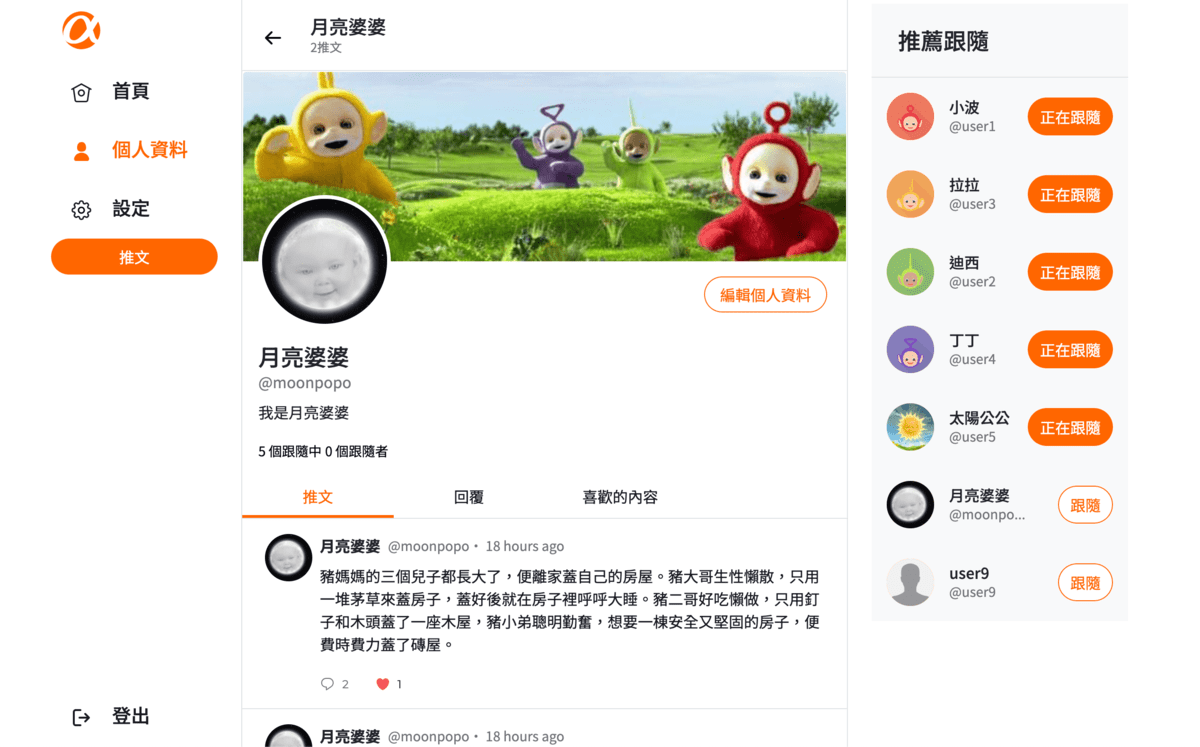 首頁
個人資料
設定
推文
登出
月亮婆婆
2推文
編輯個人資料
月亮婆婆
@moonpopo
我是月亮婆婆
5 個跟隨中 0 個跟隨者
推文
回覆
喜歡的內容
月亮婆婆 @moonpopo · 18 hours ago
豬媽媽的三個兒子都長大了，便離家蓋自己的房屋。豬大哥生性懶散，只用
一堆茅草來蓋房子，蓋好後就在房子裡呼呼大睡。豬二哥好吃懶做，只用釘
子和木頭蓋了一座木屋，豬小弟聰明勤奮，想要一棟安全又堅固的房子，便
費時費力蓋了磚屋。
2 1
月亮婆婆 @moonpopo · 18 hours ago
推薦跟隨
小波
@user1
正在跟隨
拉拉
@user3
正在跟隨
迪西
@user2
正在跟隨
丁丁
@user4
正在跟隨
太陽公公
@user5
正在跟隨
月亮婆婆
@moonpo...
跟隨
user9
@user9
跟隨